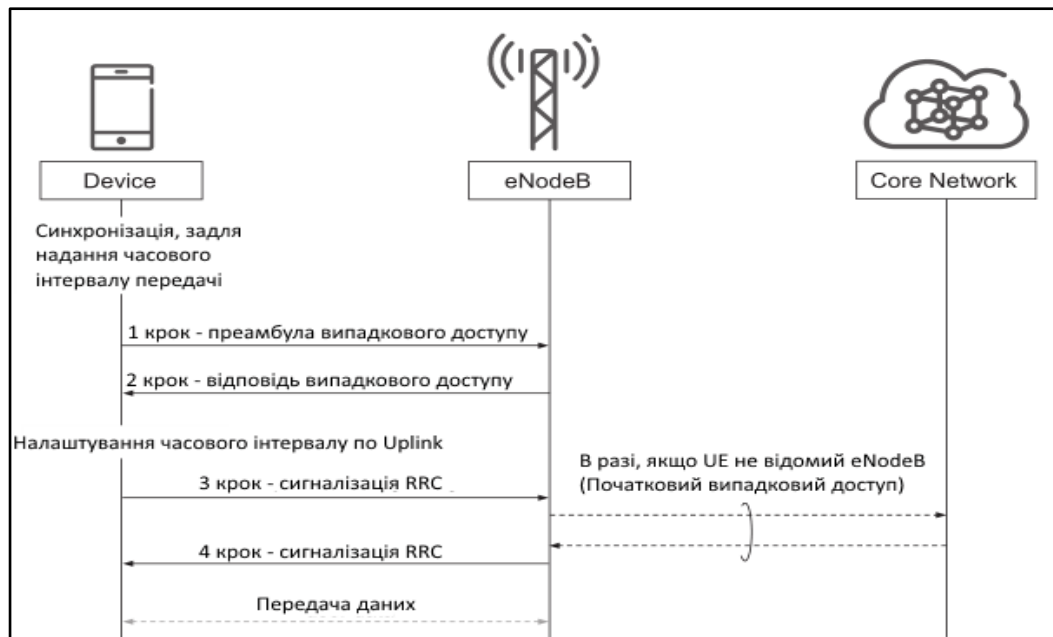 Device
eNodeB
Core Network
Синхронізація, задля
надання часового
інтервалу передачі
1 крок - преамбула випадкового доступу
2 крок - відповідь випадкового доступу
Налаштування часового інтервалу по Uplink
В разі, якщо UE не відомий eNodeB
(Початковий випадковий доступ)
3 крок - сигналізація RRC
4 крок - сигналізація RRC
Передача даних